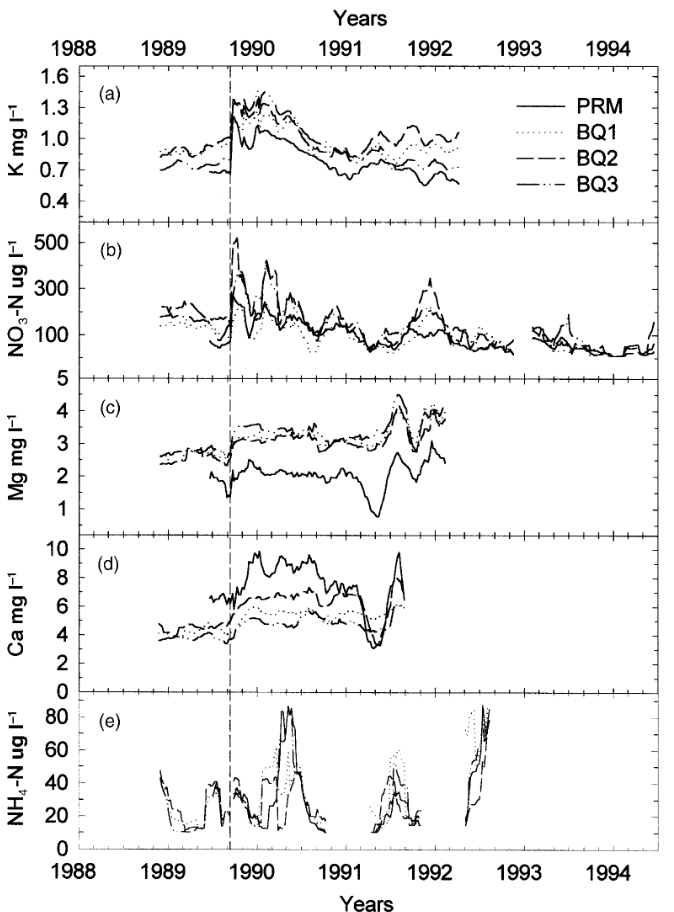 Years
1988 1989 1990 1991 1992 1993 1994
(a)
K mg l⁻¹
1.6
1.3
1.0
0.7
0.4
PRM
BQ1
BQ2
BQ3
(b)
NO₃-N ug l⁻¹
500
300
100
5
(c)
Mg mg l⁻¹
4
3
2
1
(d)
Ca mg l⁻¹
10
8
6
4
2
0
(e)
NH₄-N ug l⁻¹
80
60
40
20
0
1988 1989 1990 1991 1992 1993 1994
Years